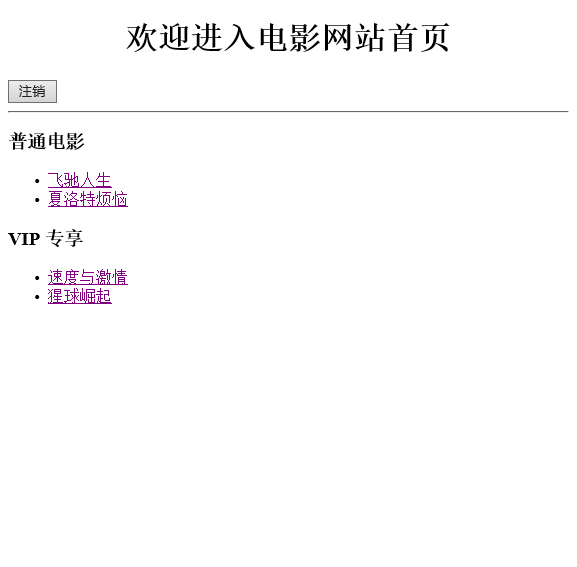 欢迎进入电影网站首页
注销
普通电影
飞驰人生
夏洛特烦恼
VIP 专享
速度与激情
猩球崛起